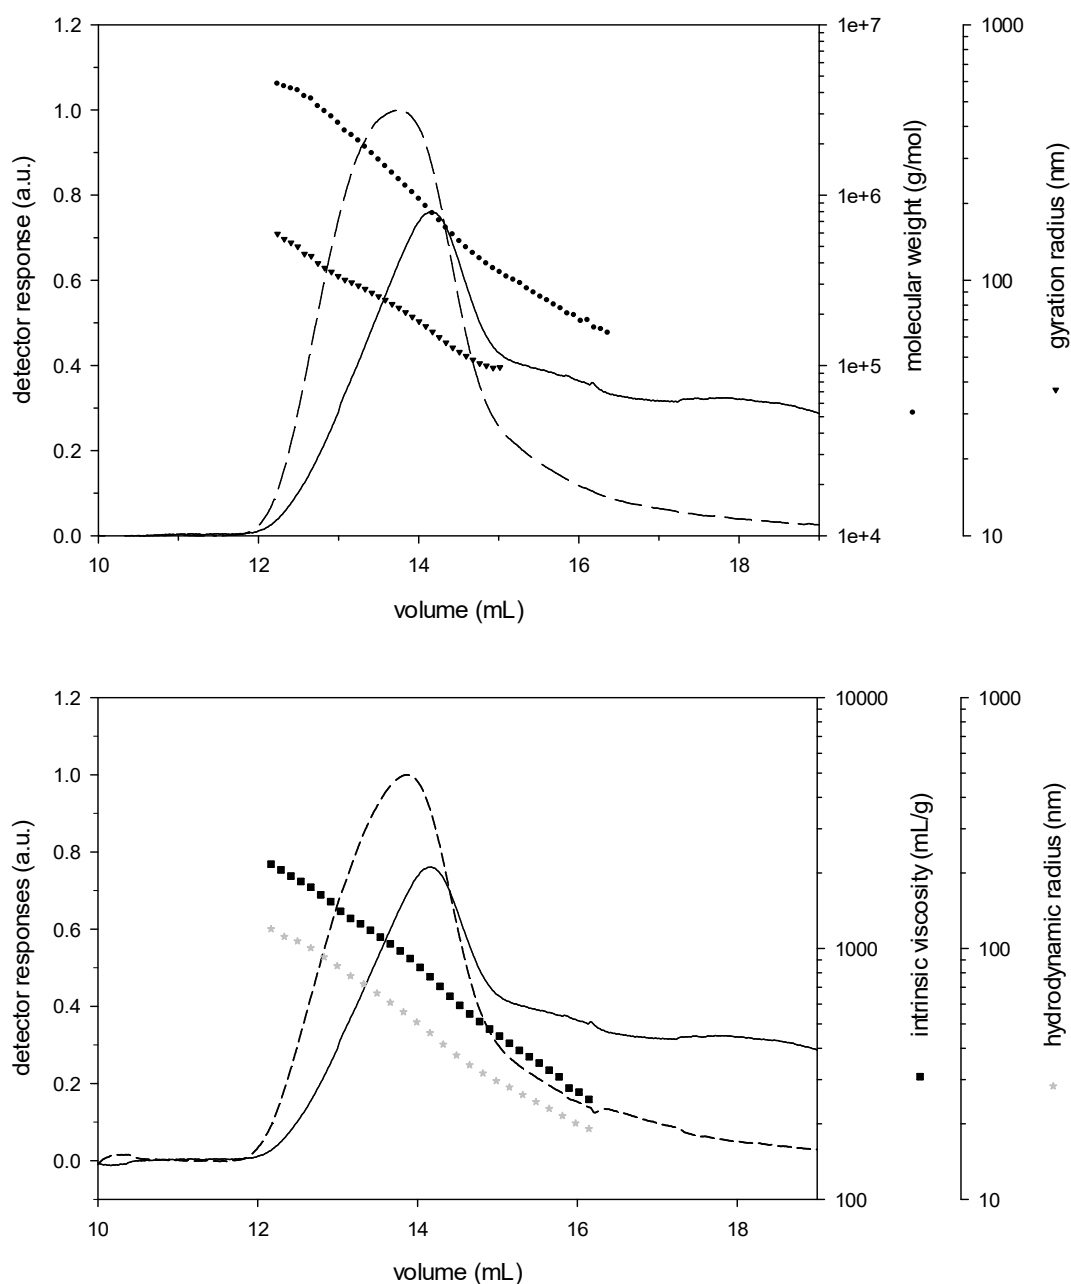 1.2
1.0
0.8
0.6
0.4
0.2
0.0
detector response (a.u.)
10
12
14
16
18
volume (mL)
1e+7
1e+6
1e+5
1e+4
molecular weight (g/mol)
1000
100
10
gyration radius (nm)
1.2
1.0
0.8
0.6
0.4
0.2
0.0
detector responses (a.u.)
10
12
14
16
18
volume (mL)
10000
1000
100
intrinsic viscosity (mL/g)
1000
100
10
hydrodynamic radius (nm)